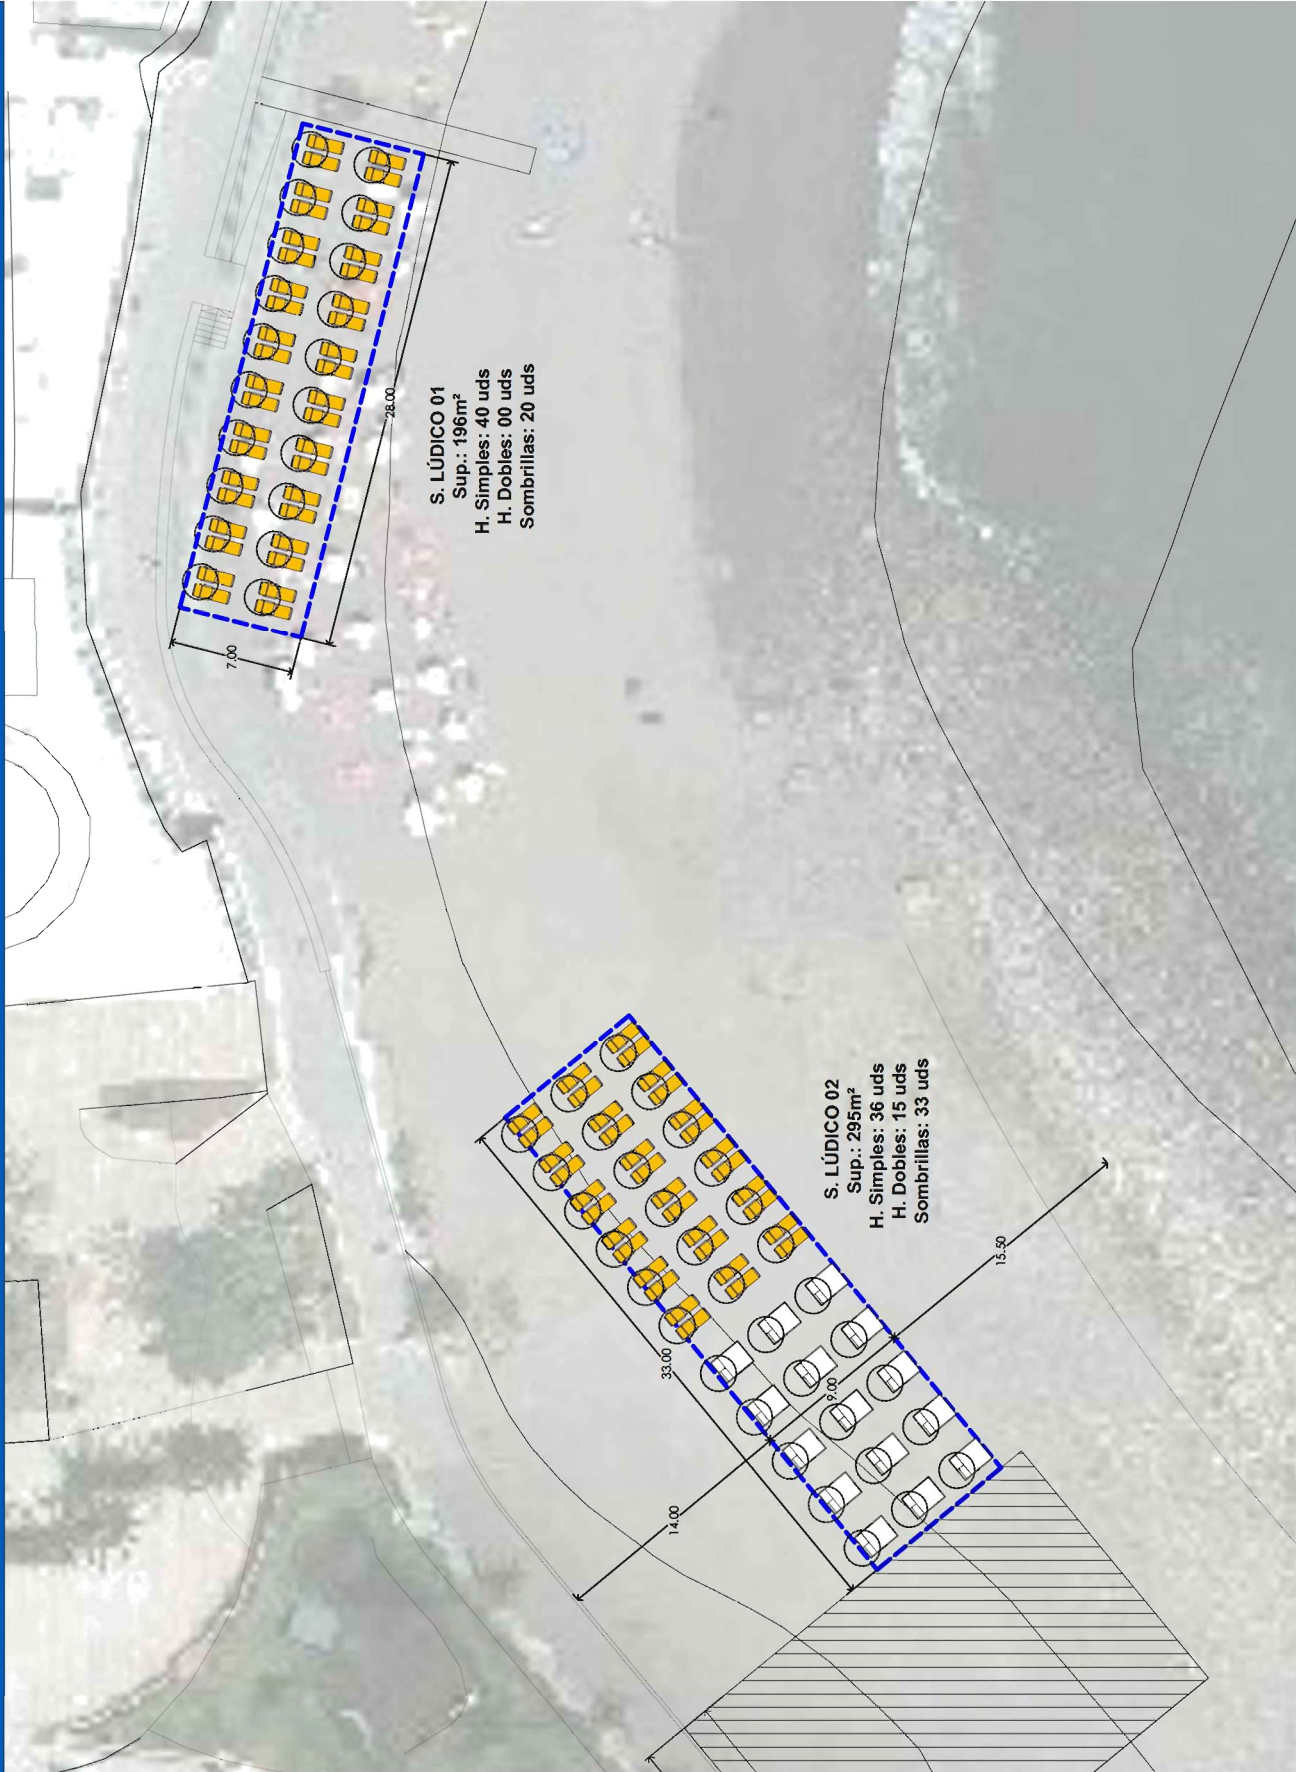 S. LÚDICO 01
Sup.: 196m²
H. Simples: 40 uds
H. Dobles: 00 uds
Sombrillas: 20 uds
28.00
7.00
S. LÚDICO 02
Sup.: 295m²
H. Simples: 36 uds
H. Dobles: 15 uds
Sombrillas: 33 uds
33.00
9.00
15.50
14.00